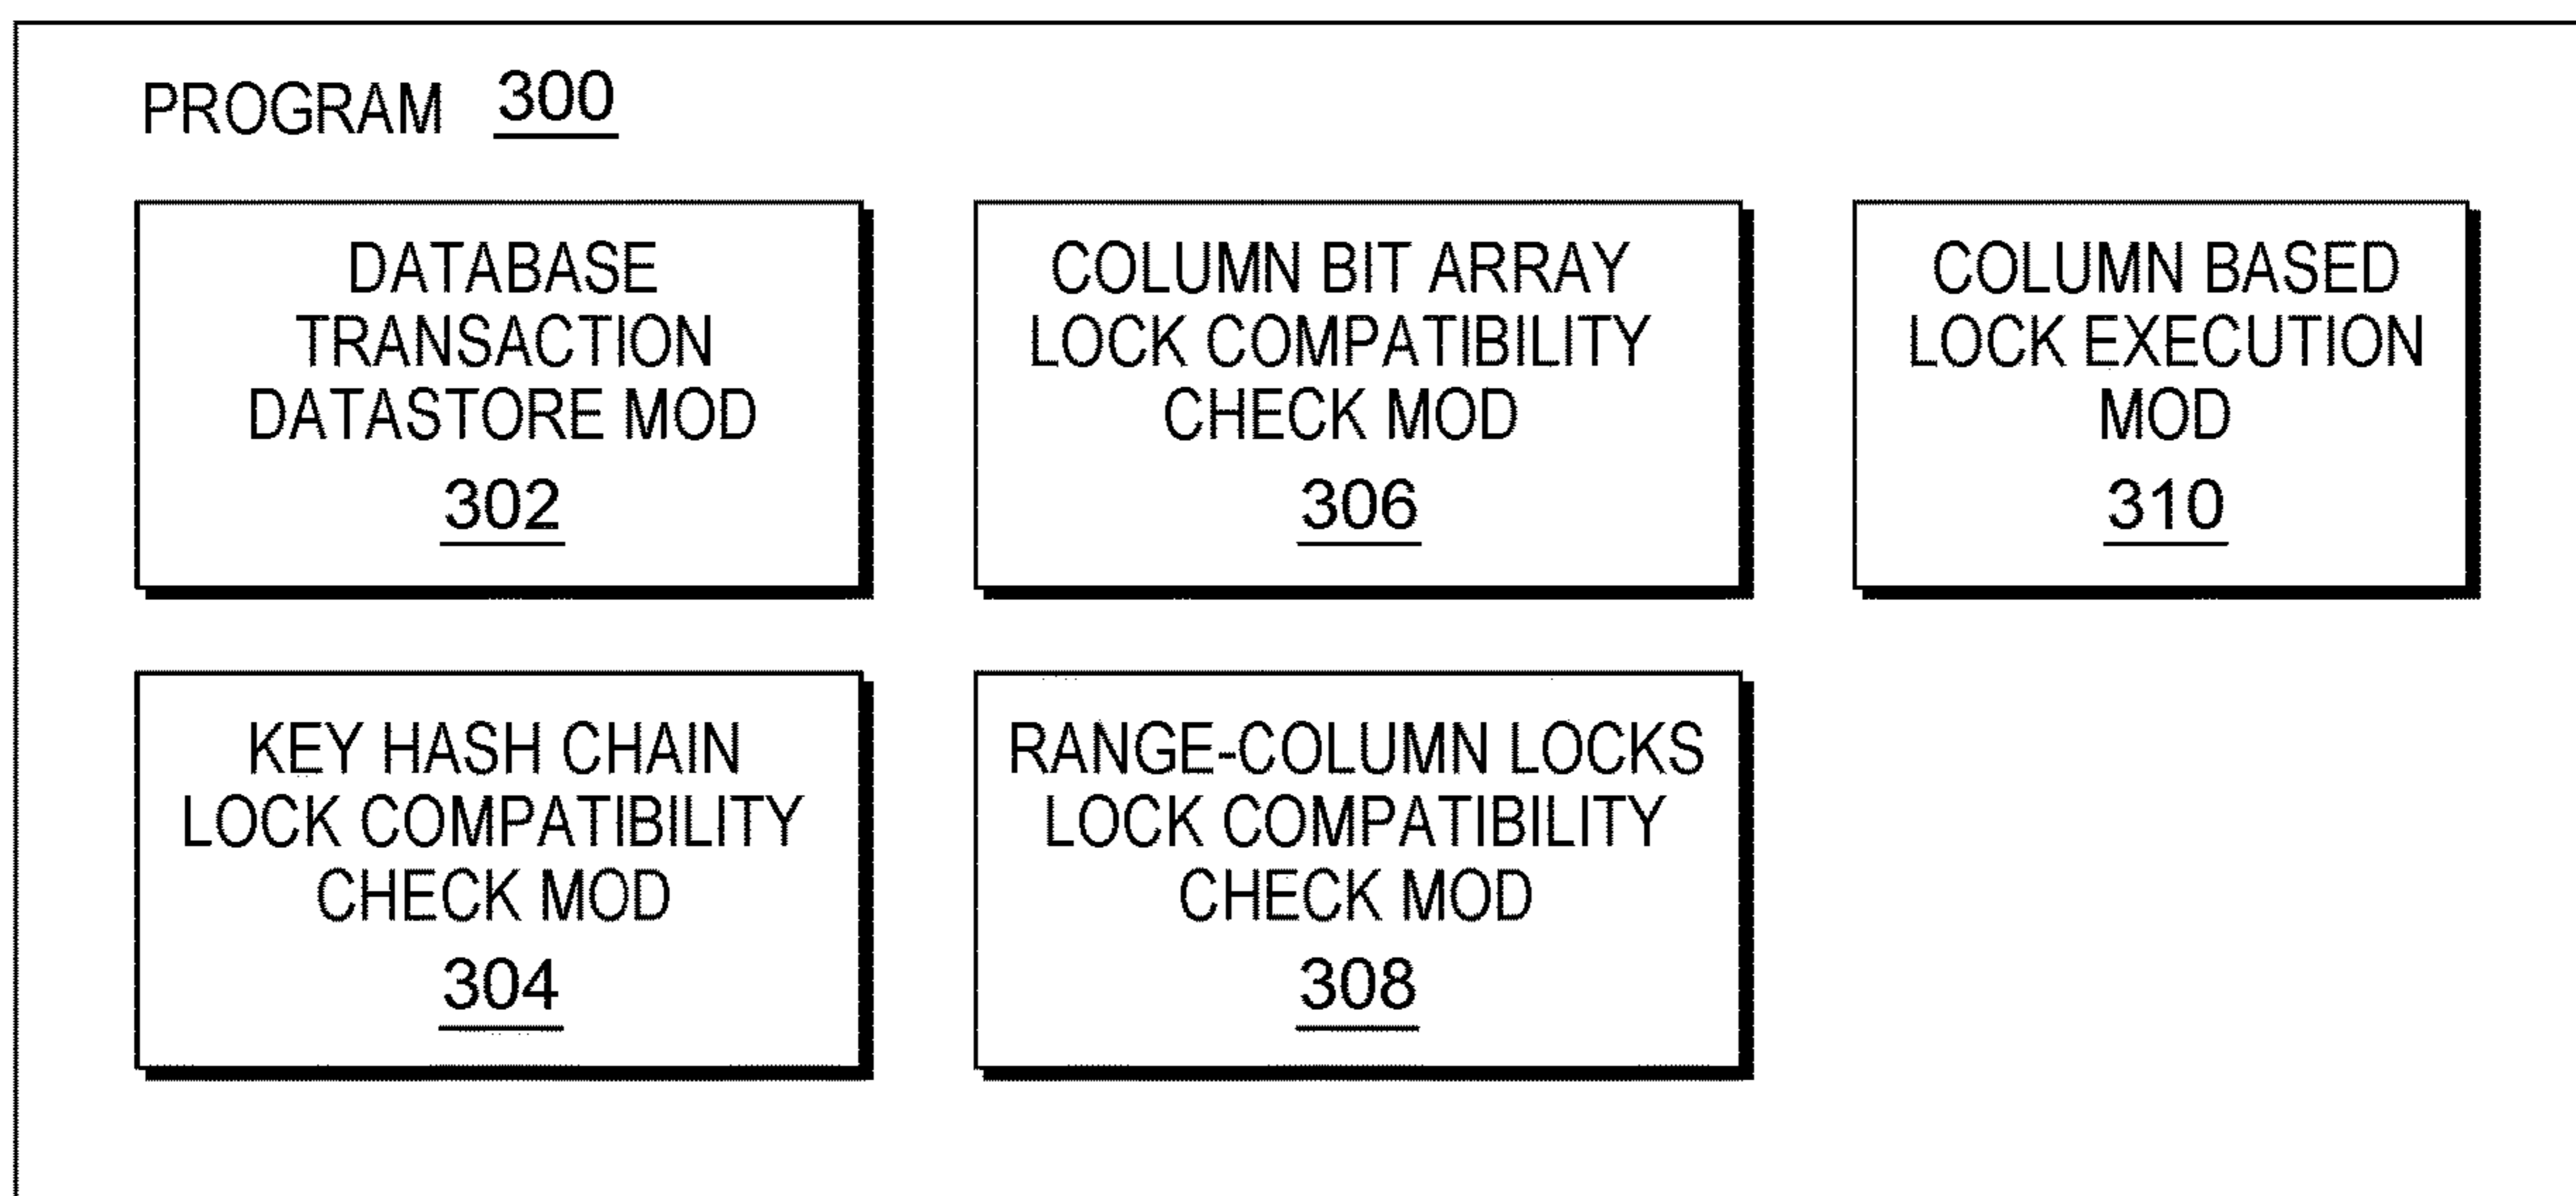 PROGRAM 300
DATABASE
TRANSACTION
DATASTORE MOD
302
COLUMN BIT ARRAY
LOCK COMPATIBILITY
CHECK MOD
306
COLUMN BASED
LOCK EXECUTION
MOD
310
KEY HASH CHAIN
LOCK COMPATIBILITY
CHECK MOD
304
RANGE-COLUMN LOCKS
LOCK COMPATIBILITY
CHECK MOD
308